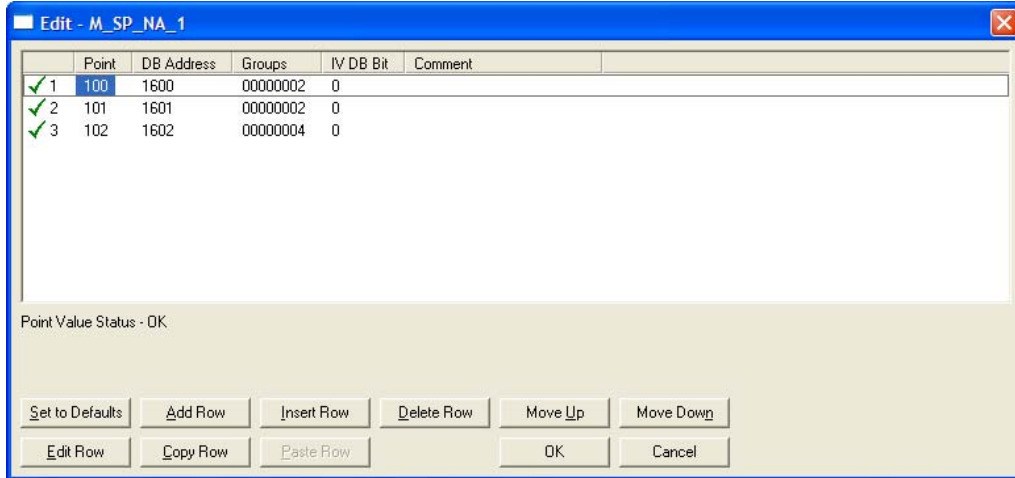 Edit - M_SP_NA_1
Point DB Address Groups IV DB Bit Comment
1 100 1600 00000002 0
2 101 1601 00000002 0
3 102 1602 00000004 0
Point Value Status - OK
Set to Defaults Add Row Insert Row Delete Row Move Up Move Down
Edit Row Copy Row Paste Row OK Cancel